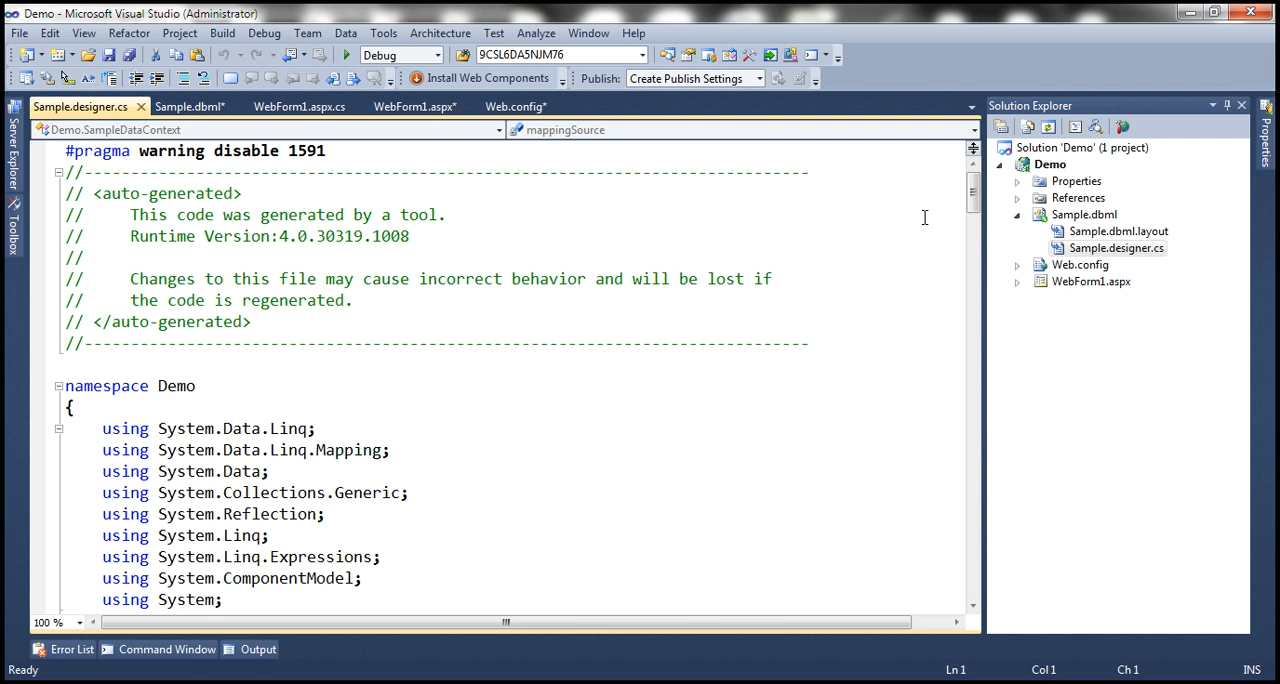 Demo - Microsoft Visual Studio (Administrator)
File Edit View Refactor Project Build Debug Team Data Tools Architecture Test Analyze Window Help
Debug 9CSL6DA5NJM76
Install Web Components Publish: Create Publish Settings
Sample.designer.cs Sample.dbml* WebForm1.aspx.cs WebForm1.aspx* Web.config*
Demo.SampleDataContext mappingSource
#pragma warning disable 1591
//------------------------------------------------------------------------------
// <auto-generated>
//     This code was generated by a tool.
//     Runtime Version:4.0.30319.1008
//
//     Changes to this file may cause incorrect behavior and will be lost if
//     the code is regenerated.
// </auto-generated>
//------------------------------------------------------------------------------
namespace Demo
{
using System.Data.Linq;
using System.Data.Linq.Mapping;
using System.Data;
using System.Collections.Generic;
using System.Reflection;
using System.Linq;
using System.Linq.Expressions;
using System.ComponentModel;
using System;
100 %
Server Explorer
Toolbox
Solution Explorer
Solution 'Demo' (1 project)
Demo
Properties
References
Sample.dbml
Sample.dbml.layout
Sample.designer.cs
Web.config
WebForm1.aspx
Properties
Error List Command Window Output
Ready Ln 1 Col 1 Ch 1 INS